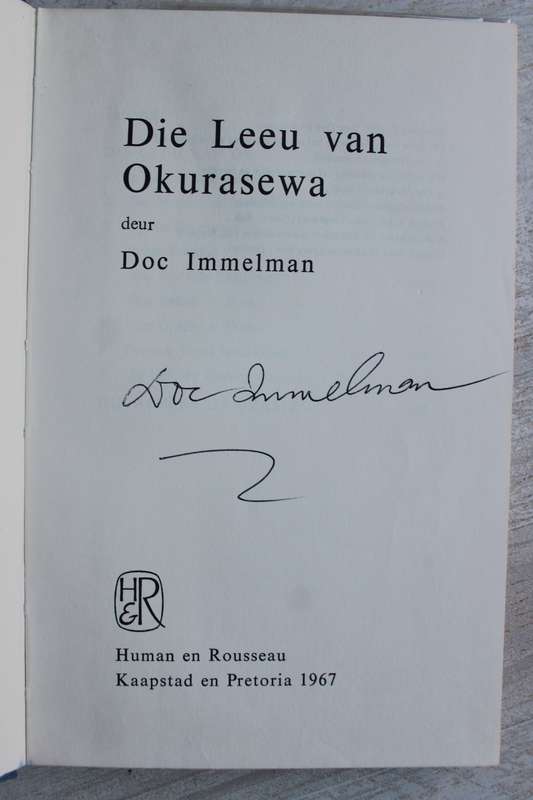 Die Leeu van
Okurasewa
deur
Doc Immelman
Doc Immelman
H
&R
Human en Rousseau
Kaapstad en Pretoria 1967